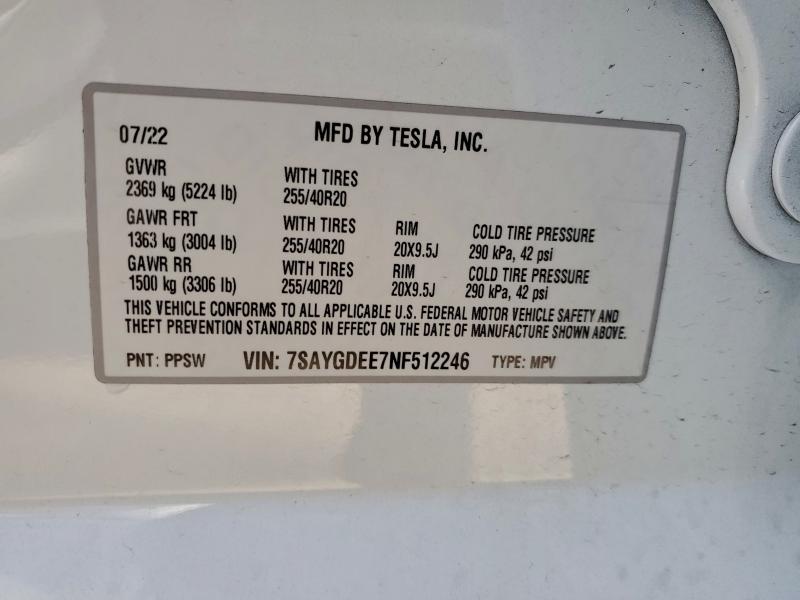 07/22 MFD BY TESLA, INC.
GVWR WITH TIRES
2369 kg (5224 lb) 255/40R20
GAWR FRT WITH TIRES RIM COLD TIRE PRESSURE
1363 kg (3004 lb) 255/40R20 20X9.5J 290 kPa, 42 psi
GAWR RR WITH TIRES RIM COLD TIRE PRESSURE
1500 kg (3306 lb) 255/40R20 20X9.5J 290 kPa, 42 psi
THIS VEHICLE CONFORMS TO ALL APPLICABLE U.S. FEDERAL MOTOR VEHICLE SAFETY AND
THEFT PREVENTION STANDARDS IN EFFECT ON THE DATE OF MANUFACTURE SHOWN ABOVE.
PNT: PPSW VIN: 7SAYGDEE7NF512246 TYPE: MPV